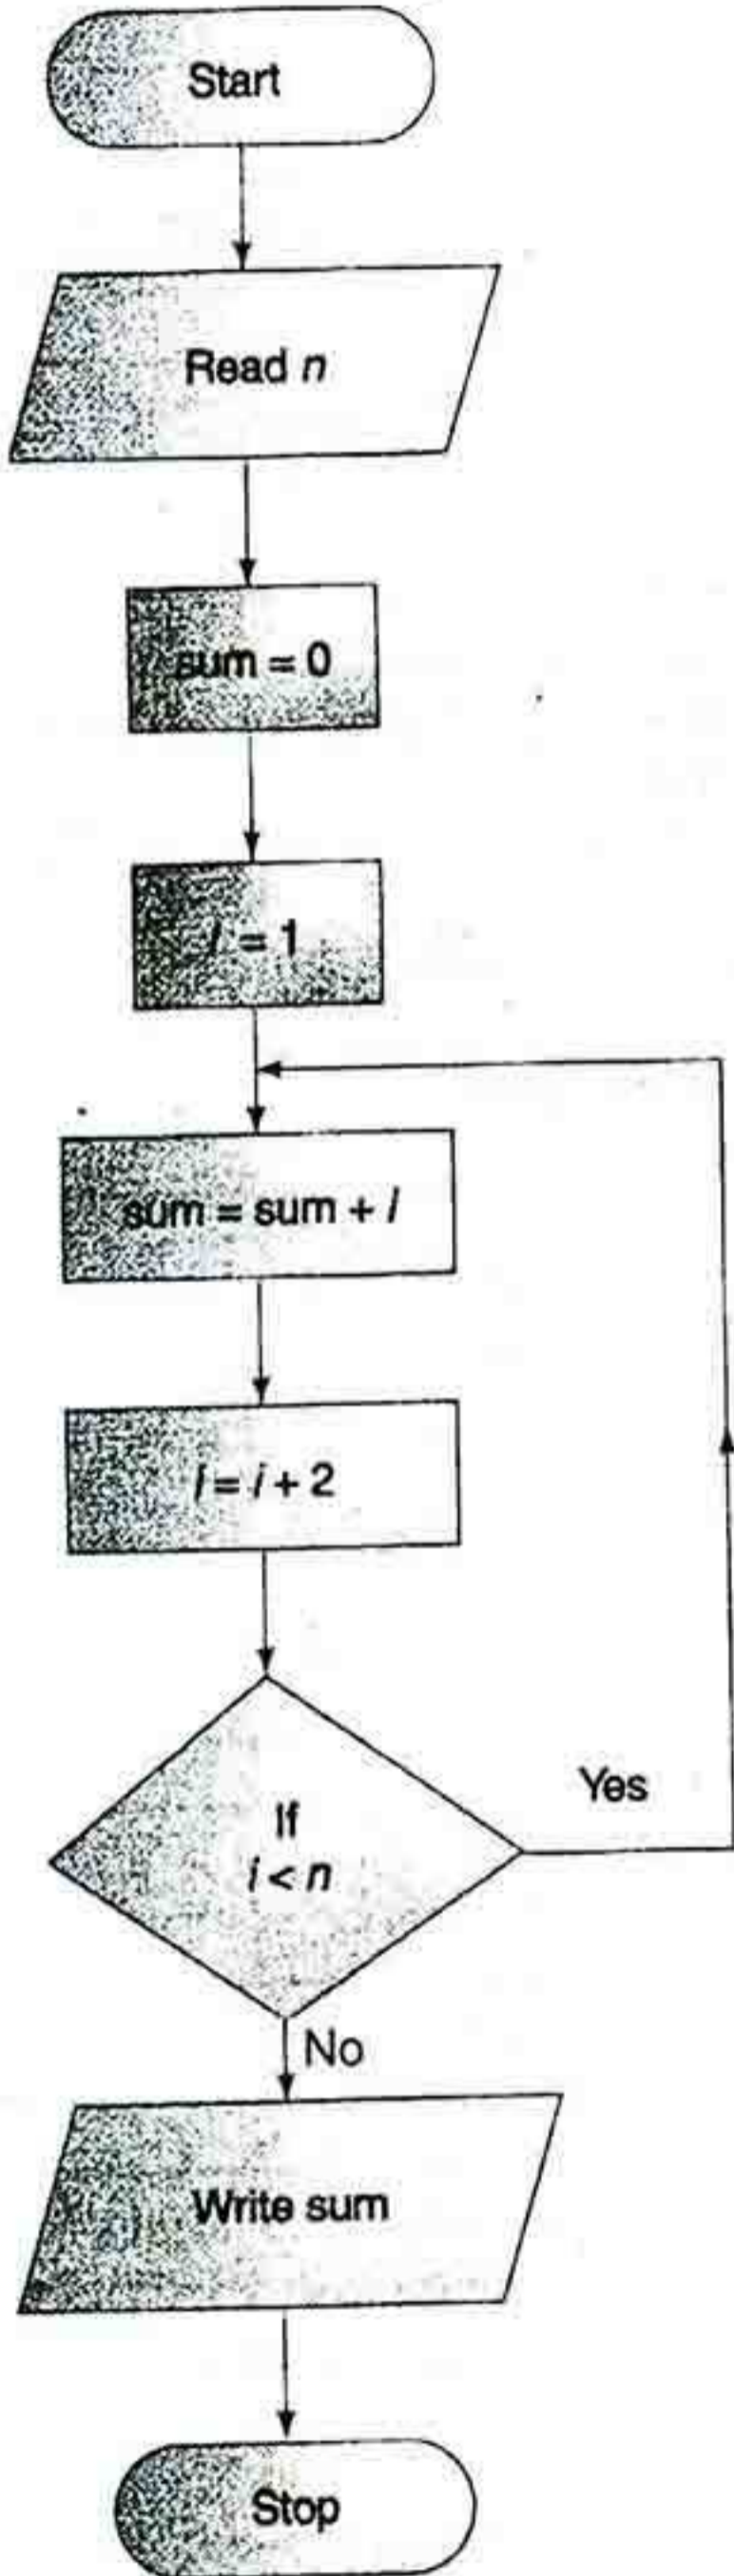 Start
Read n
sum = 0
i = 1
sum = sum + i
i = i + 2
If
i < n
Yes
No
Write sum
Stop